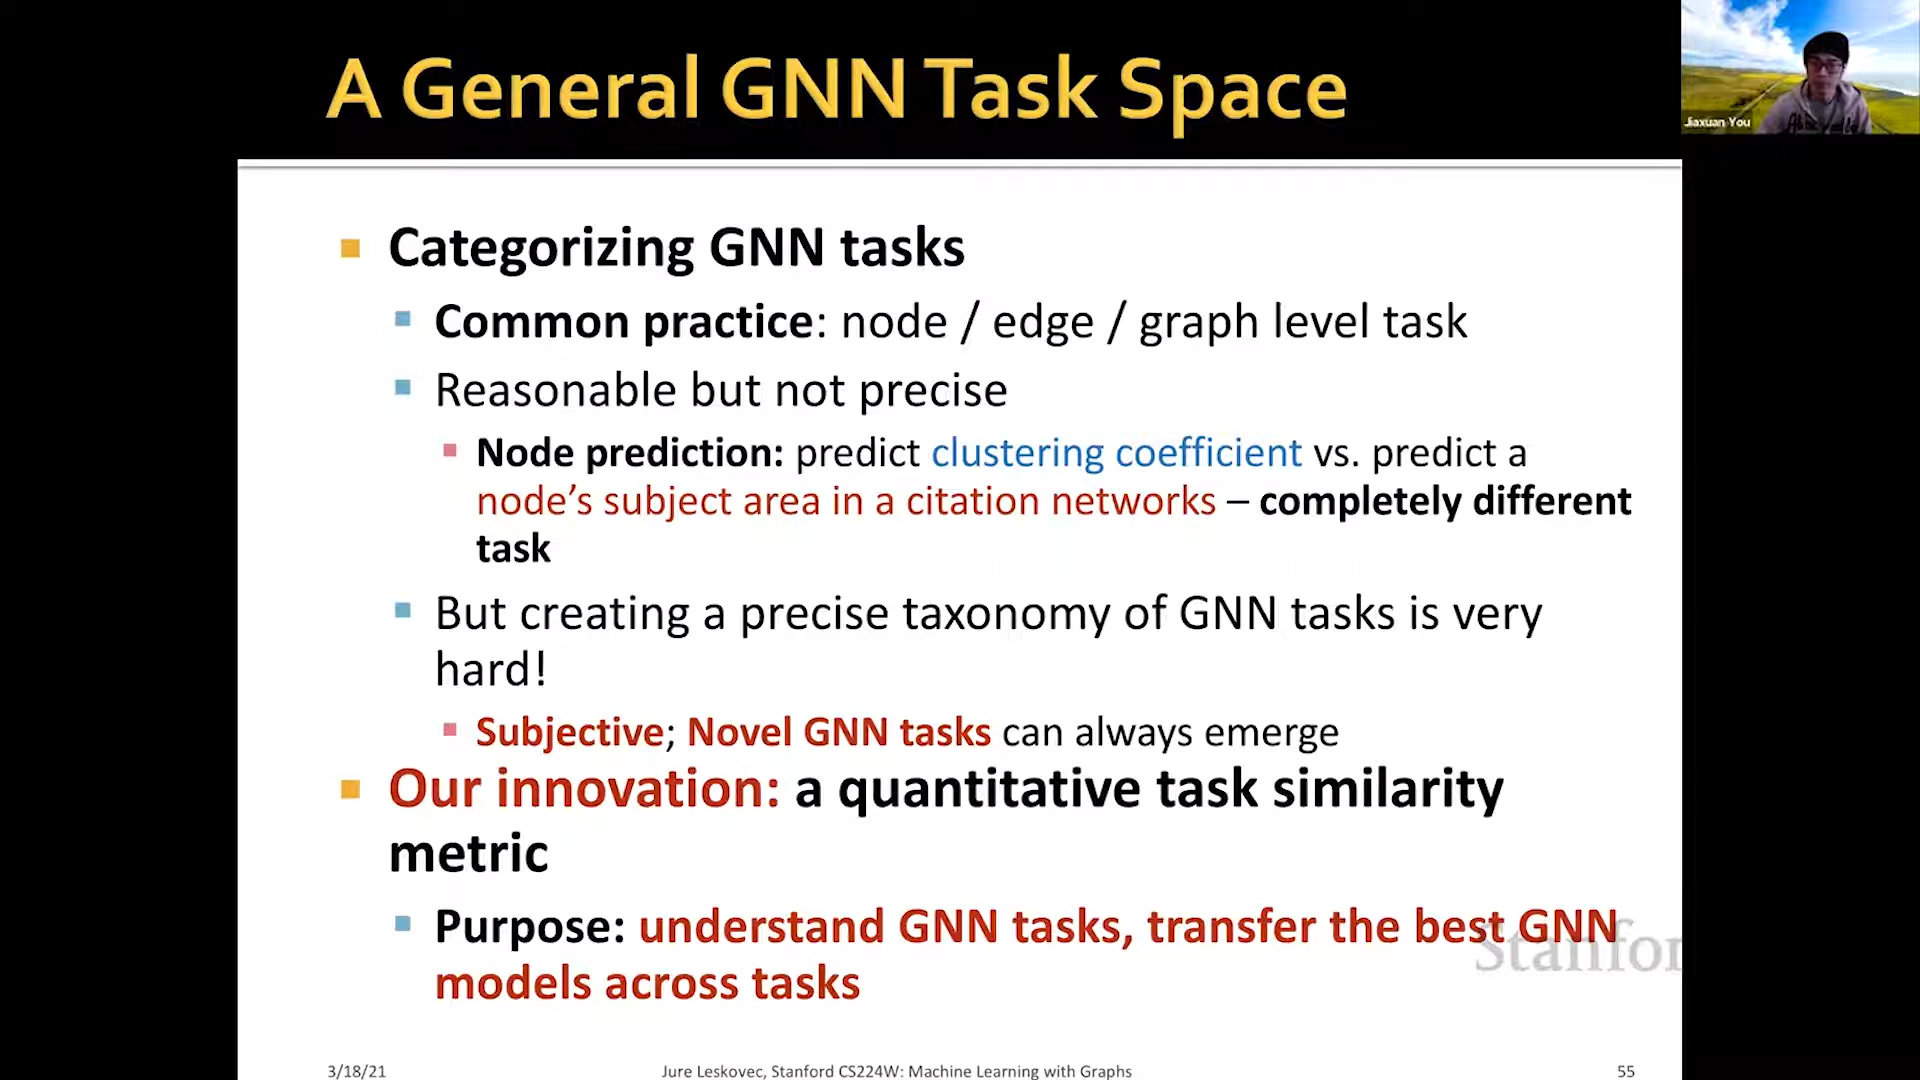 A General GNN Task Space
Jiaxuan You
Categorizing GNN tasks
Common practice: node / edge / graph level task
Reasonable but not precise
Node prediction: predict clustering coefficient vs. predict a
node’s subject area in a citation networks – completely different
task
But creating a precise taxonomy of GNN tasks is very
hard!
Subjective; Novel GNN tasks can always emerge
Our innovation: a quantitative task similarity
metric
Purpose: understand GNN tasks, transfer the best GNN
models across tasks
Stanfor
3/18/21
Jure Leskovec, Stanford CS224W: Machine Learning with Graphs
55